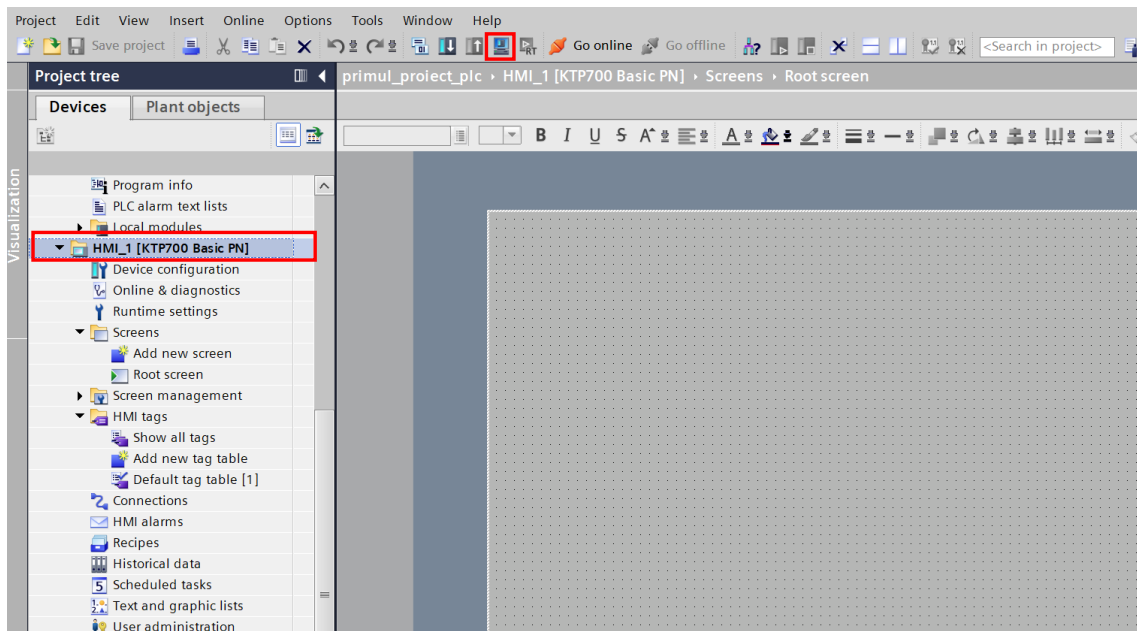 Project Edit View Insert Online Options Tools Window Help
Save project Go online Go offline <Search in project>
Project tree
primul_proiect_plc › HMI_1 [KTP700 Basic PN] › Screens › Root screen
Devices Plant objects
B I U S A A
Visualization
Program info
PLC alarm text lists
Local modules
HMI_1 [KTP700 Basic PN]
Device configuration
Online & diagnostics
Runtime settings
Screens
Add new screen
Root screen
Screen management
HMI tags
Show all tags
Add new tag table
Default tag table [1]
Connections
HMI alarms
Recipes
Historical data
Scheduled tasks
Text and graphic lists
User administration